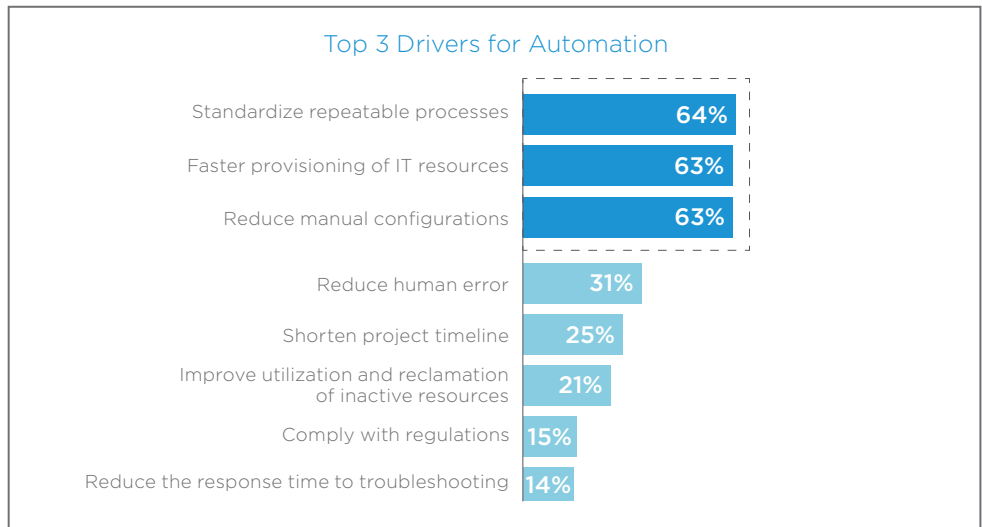 Top 3 Drivers for Automation
Standardize repeatable processes 64%
Faster provisioning of IT resources 63%
Reduce manual configurations 63%
Reduce human error 31%
Shorten project timeline 25%
Improve utilization and reclamation
of inactive resources 21%
Comply with regulations 15%
Reduce the response time to troubleshooting 14%